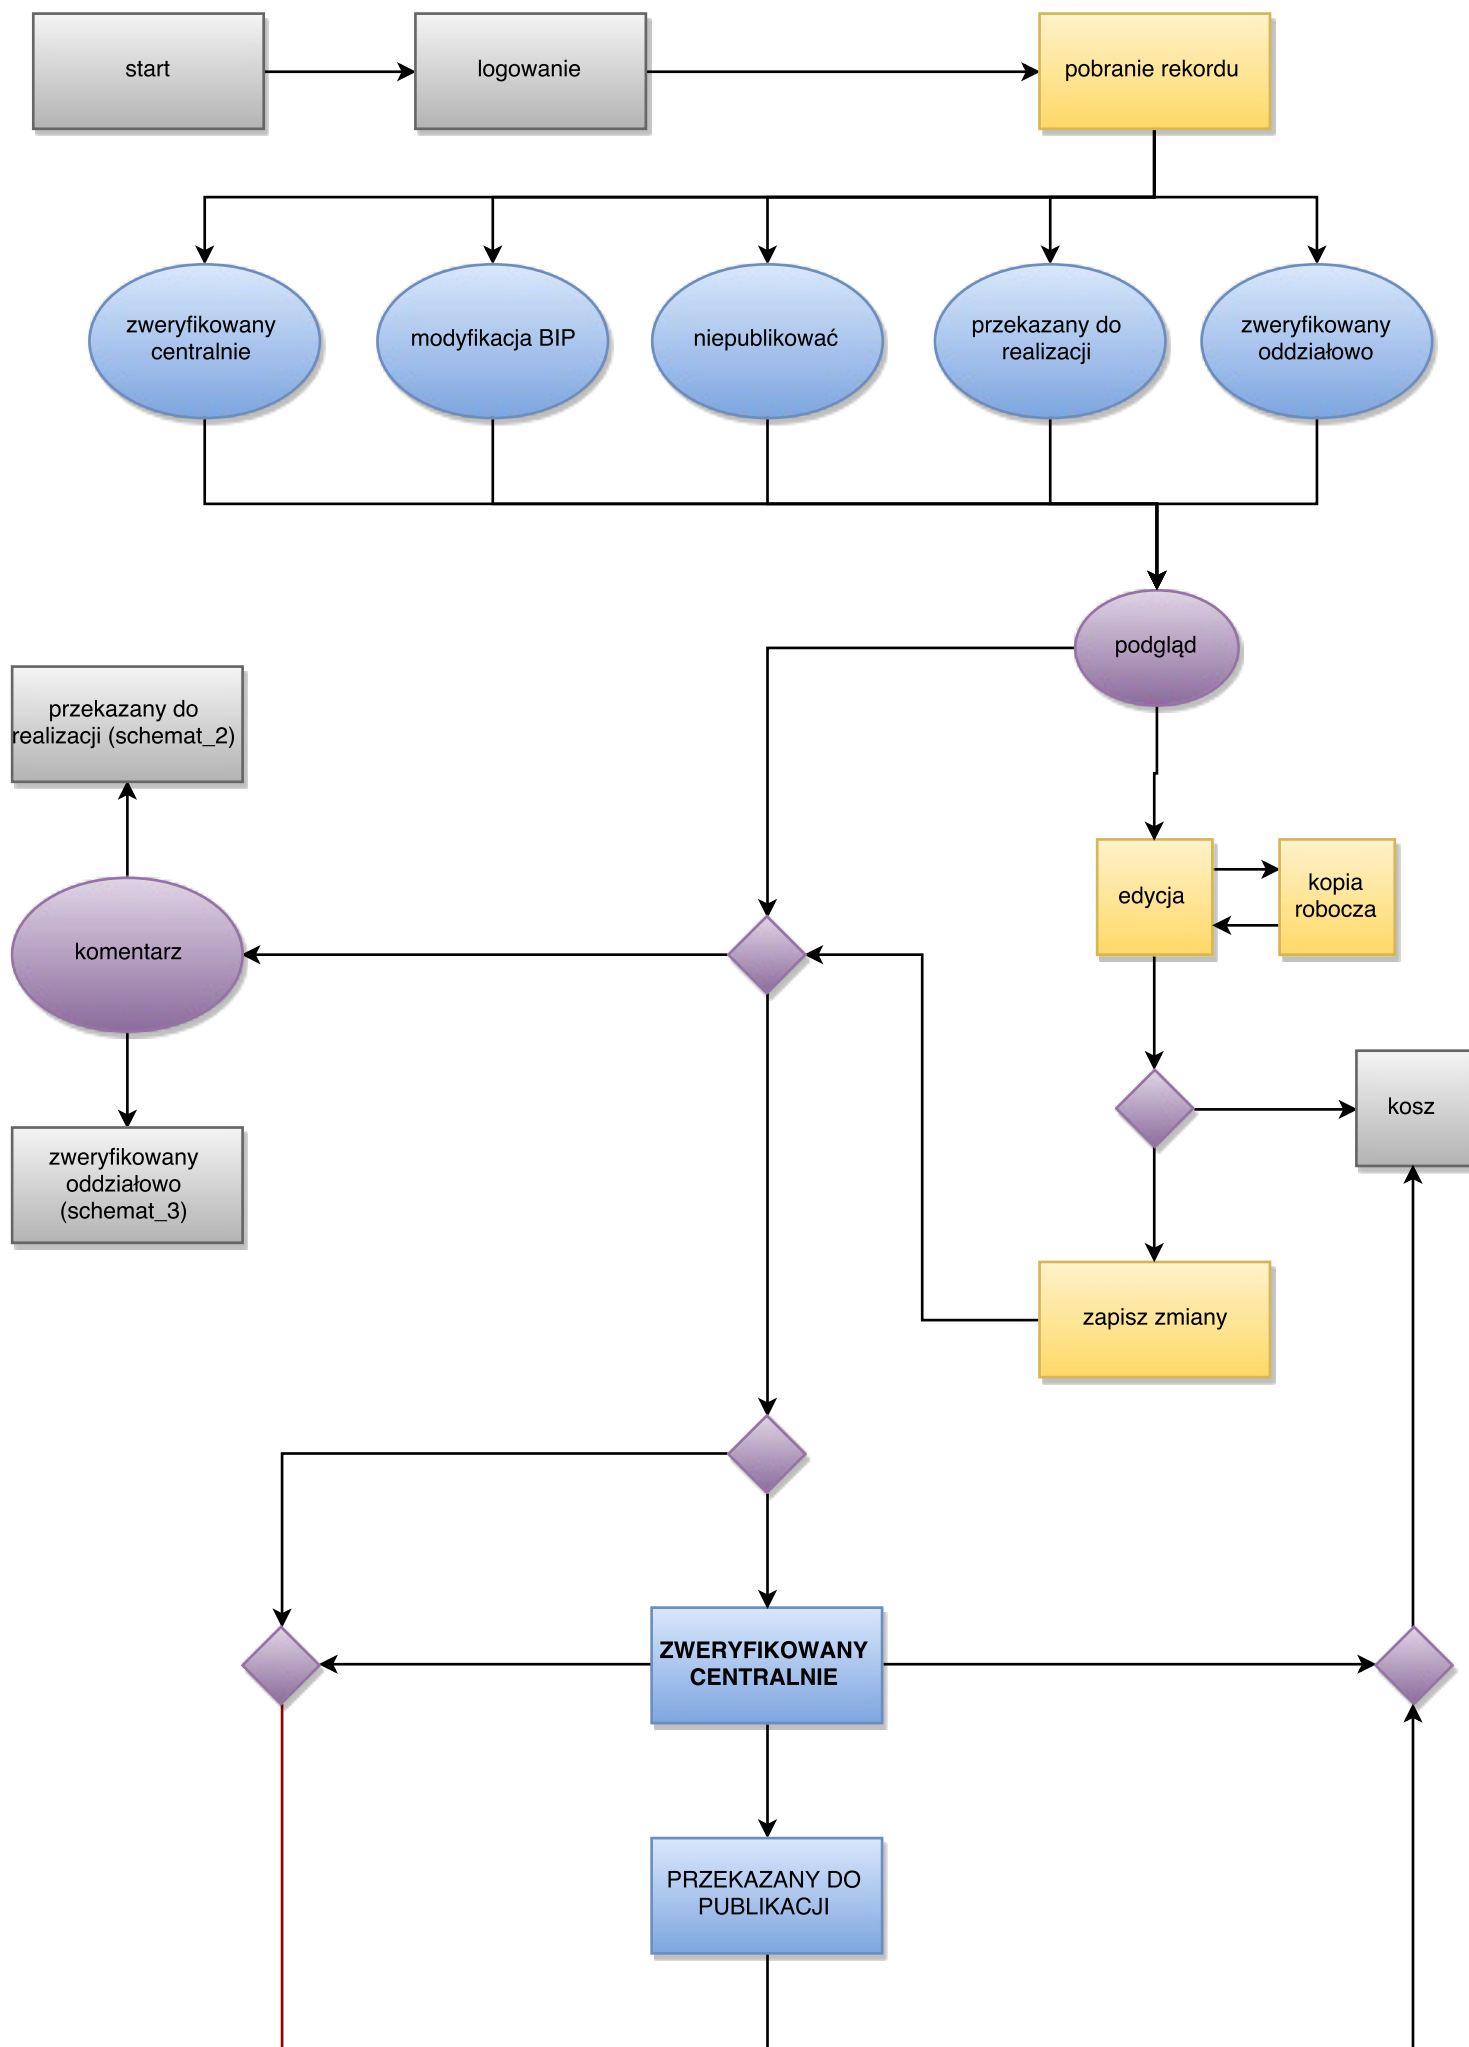 start
logowanie
pobranie rekordu
zweryfikowany
centralnie
modyfikacja BIP
niepublikować
przekazany do
realizacji
zweryfikowany
oddziałowo
podgląd
przekazany do
realizacji (schemat_2)
edycja
kopia
robocza
komentarz
kosz
zweryfikowany
oddziałowo
(schemat_3)
zapisz zmiany
ZWERYFIKOWANY
CENTRALNIE
PRZEKAZANY DO
PUBLIKACJI